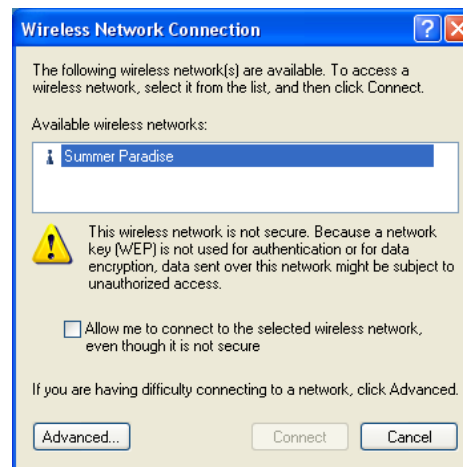 Wireless Network Connection
The following wireless network(s) are available. To access a
wireless network, select it from the list, and then click Connect.
Available wireless networks:
Summer Paradise
This wireless network is not secure. Because a network
key (WEP) is not used for authentication or for data
encryption, data sent over this network might be subject to
unauthorized access.
Allow me to connect to the selected wireless network,
even though it is not secure
If you are having difficulty connecting to a network, click Advanced.
Advanced... Connect Cancel